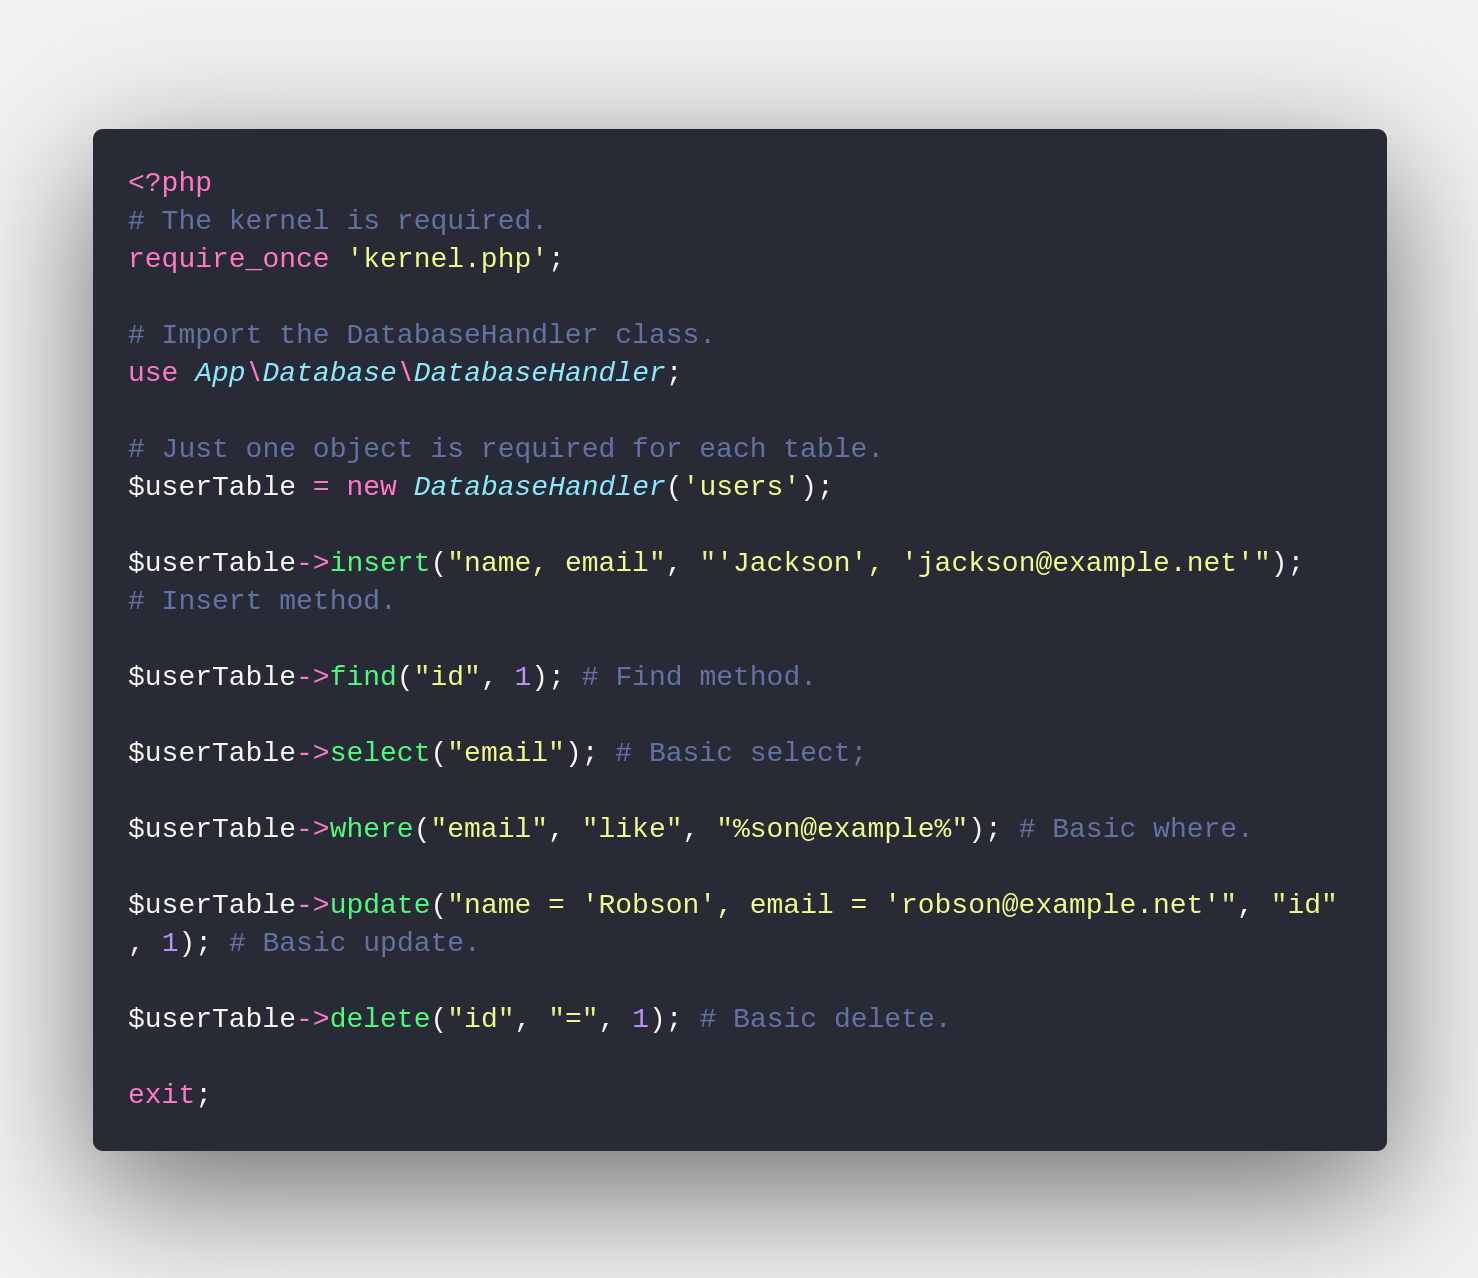 <?php
# The kernel is required.
require_once 'kernel.php';
# Import the DatabaseHandler class.
use App\Database\DatabaseHandler;
# Just one object is required for each table.
$userTable = new DatabaseHandler('users');
$userTable->insert("name, email", "'Jackson', 'jackson@example.net'");
# Insert method.
$userTable->find("id", 1); # Find method.
$userTable->select("email"); # Basic select;
$userTable->where("email", "like", "%son@example%"); # Basic where.
$userTable->update("name = 'Robson', email = 'robson@example.net'", "id"
, 1); # Basic update.
$userTable->delete("id", "=", 1); # Basic delete.
exit;